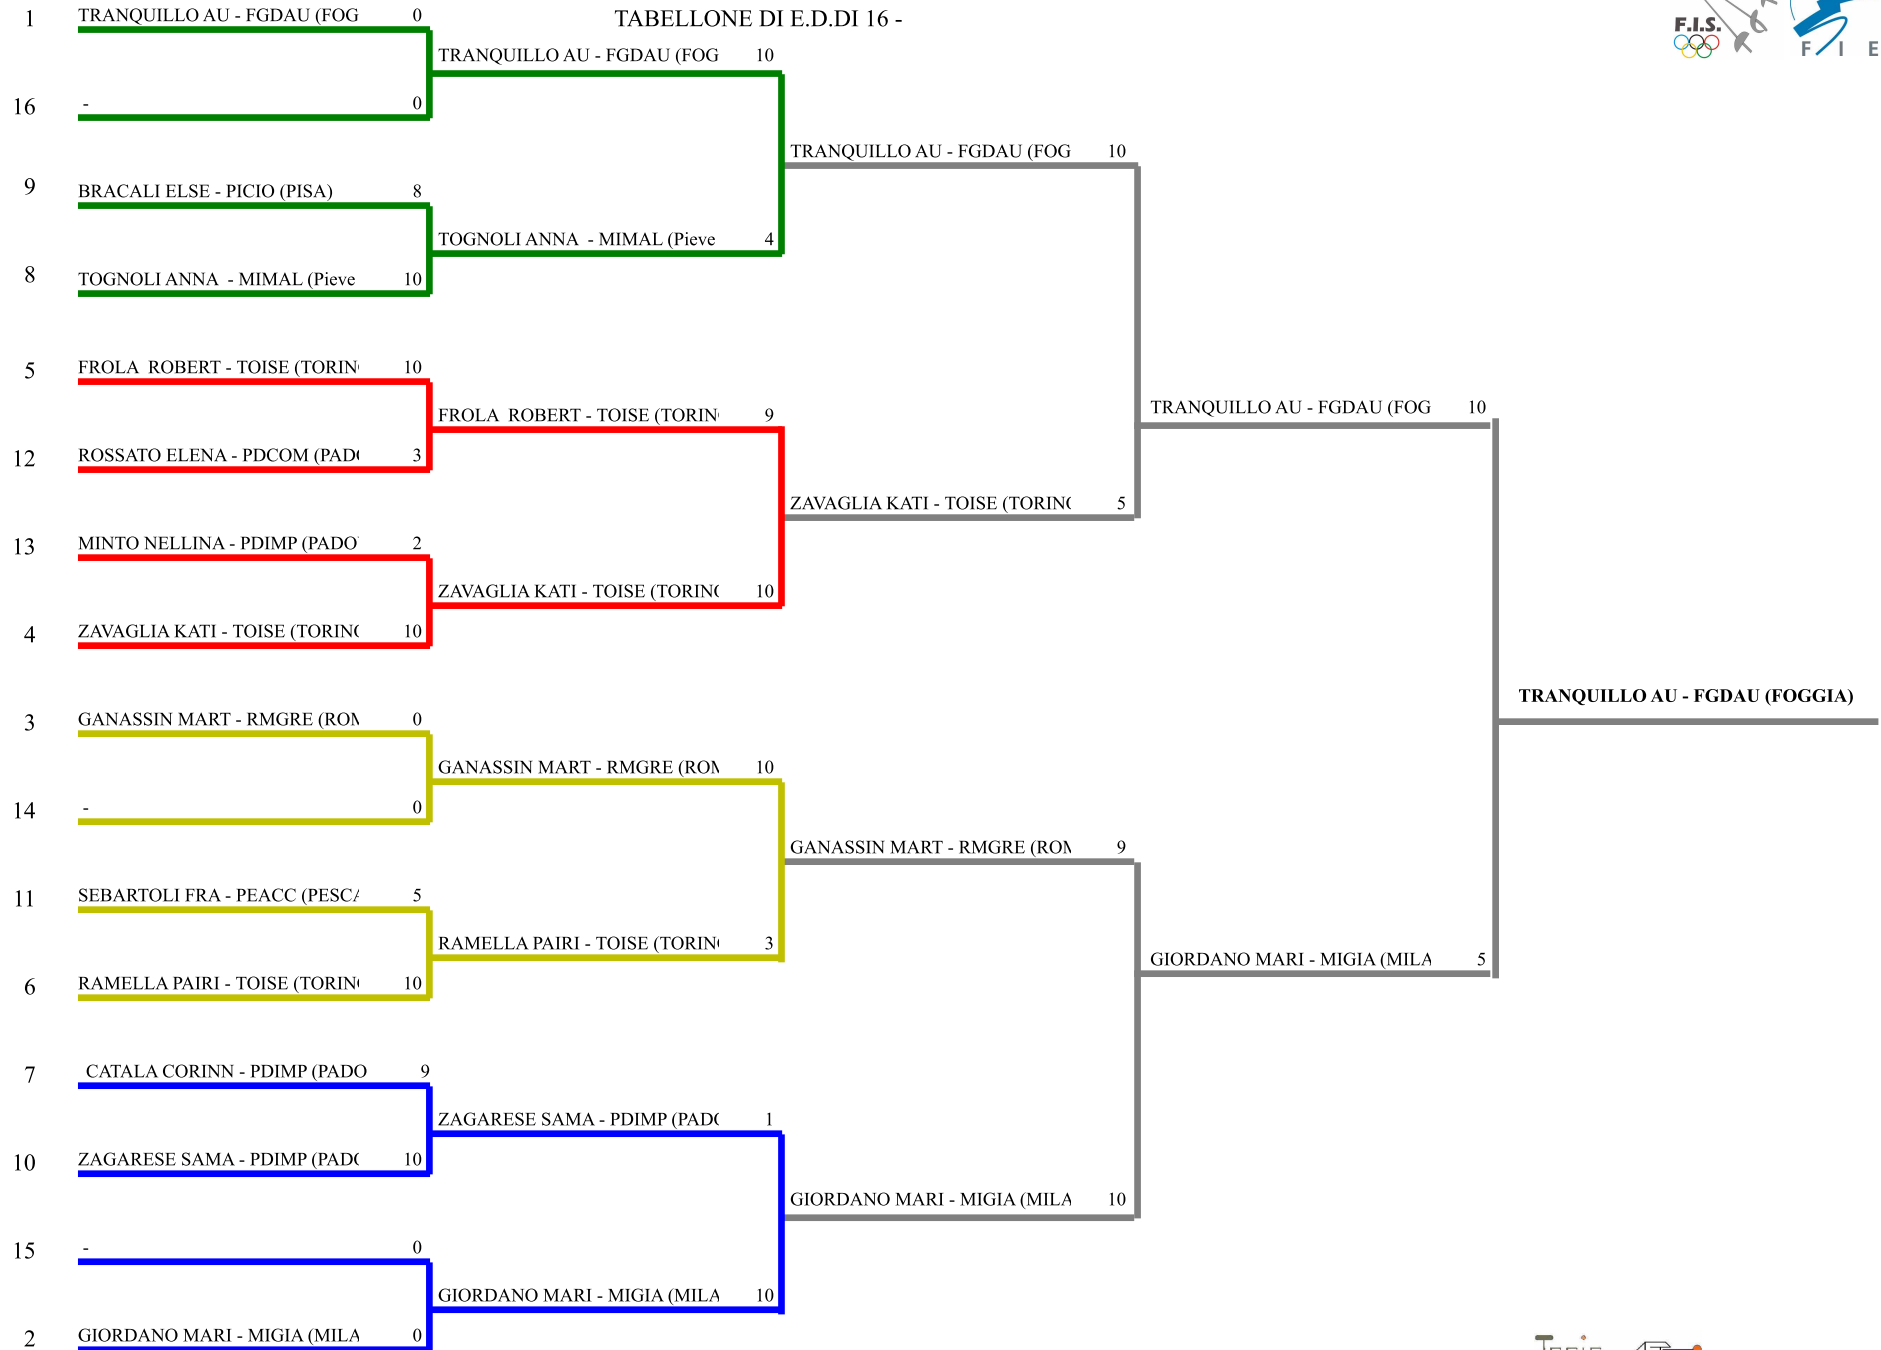 TABELLONE DI E.D.DI 16 -
F.I.S.
F I E
1 TRANQUILLO AU - FGDAU (FOG 0
TRANQUILLO AU - FGDAU (FOG 10
16 - 0
TRANQUILLO AU - FGDAU (FOG 10
9 BRACALI ELSE - PICIO (PISA) 8
TOGNOLI ANNA - MIMAL (Pieve 4
8 TOGNOLI ANNA - MIMAL (Pieve 10
5 FROLA ROBERT - TOISE (TORIN 10
FROLA ROBERT - TOISE (TORIN 9
TRANQUILLO AU - FGDAU (FOG 10
12 ROSSATO ELENA - PDCOM (PAD 3
ZAVAGLIA KATI - TOISE (TORIN 5
13 MINTO NELLINA - PDIMP (PADO 2
ZAVAGLIA KATI - TOISE (TORIN 10
4 ZAVAGLIA KATI - TOISE (TORIN 10
TRANQUILLO AU - FGDAU (FOGGIA)
3 GANASSIN MART - RMGRE (ROM 0
GANASSIN MART - RMGRE (ROM 10
14 - 0
GANASSIN MART - RMGRE (ROM 9
11 SEBARTOLI FRA - PEACC (PESCA 5
RAMELLA PAIRI - TOISE (TORIN 3
GIORDANO MARI - MIGIA (MILA 5
6 RAMELLA PAIRI - TOISE (TORIN 10
7 CATALA CORINN - PDIMP (PADO 9
ZAGARESE SAMA - PDIMP (PAD 1
10 ZAGARESE SAMA - PDIMP (PAD 10
GIORDANO MARI - MIGIA (MILA 10
15 - 0
GIORDANO MARI - MIGIA (MILA 10
2 GIORDANO MARI - MIGIA (MILA 0